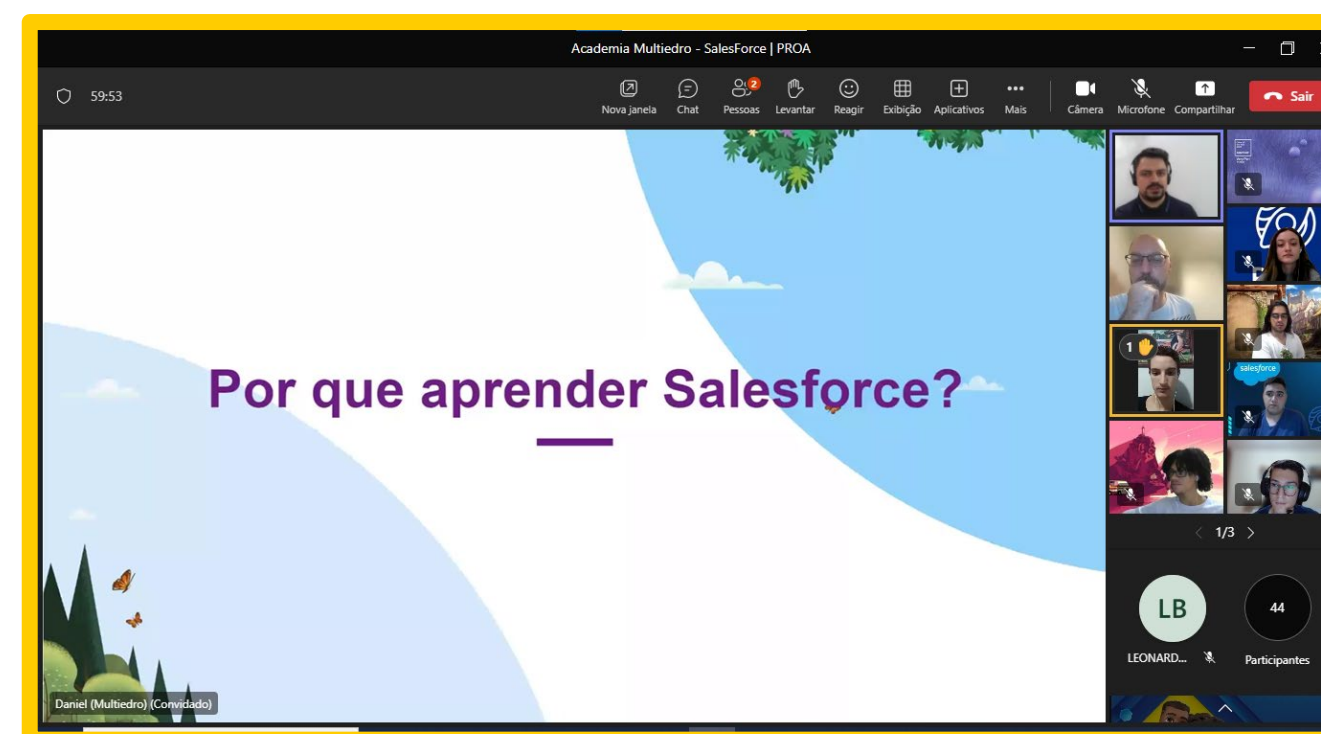 Academia Multiedro - SalesForce | PROA
59:53
Nova janela
Chat
2
Pessoas
Levantar
Reagir
Exibição
Aplicativos
Mais
Câmera
Microfone
Compartilhar
Sair
Por que aprender Salesforce?
1
salesforce
1/3
LB
44
LEONARD...
Participantes
Daniel (Multiedro) (Convidado)